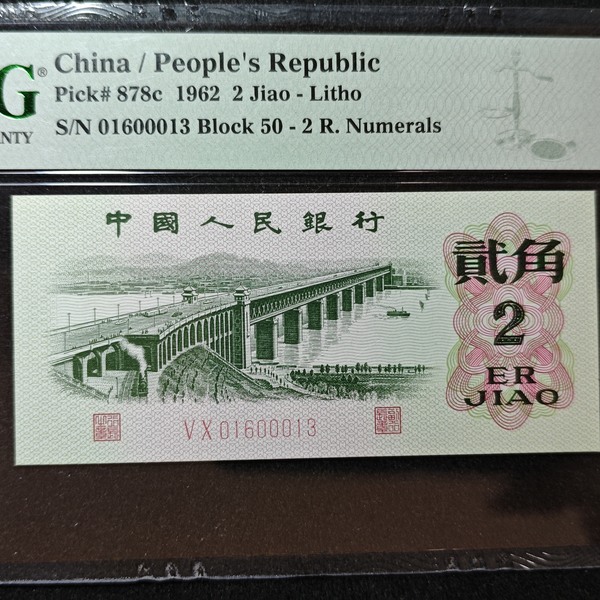 G® China / People's Republic
Pick# 878c 1962 2 Jiao - Litho
NTY S/N 01600013 Block 50 - 2 R. Numerals
中國人民銀行
貳角
2
ER
JIAO
VX01600013